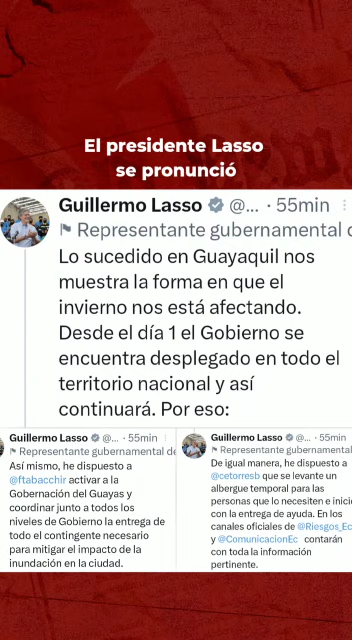 El presidente Lasso
se pronunció
Guillermo Lasso @... · 55min
Representante gubernamental
Lo sucedido en Guayaquil nos
muestra la forma en que el
invierno nos está afectando.
Desde el día 1 el Gobierno se
encuentra desplegado en todo el
territorio nacional y así
continuará. Por eso:
Guillermo Lasso @... · 55min
Representante gubernamental de
Así mismo, he dispuesto a
@ftabacchir activar a la
Gobernación del Guayas y
coordinar junto a todos los
niveles de Gobierno la entrega de
todo el contingente necesario
para mitigar el impacto de la
inundación en la ciudad.
Guillermo Lasso @... · 55min
Representante gubernamental
De igual manera, he dispuesto a
@cetorresb que se levante un
albergue temporal para las
personas que lo necesiten e inicie
con la entrega de ayuda. En los
canales oficiales de @Riesgos_Ec
y @ComunicacionEc contarán
con toda la información
pertinente.